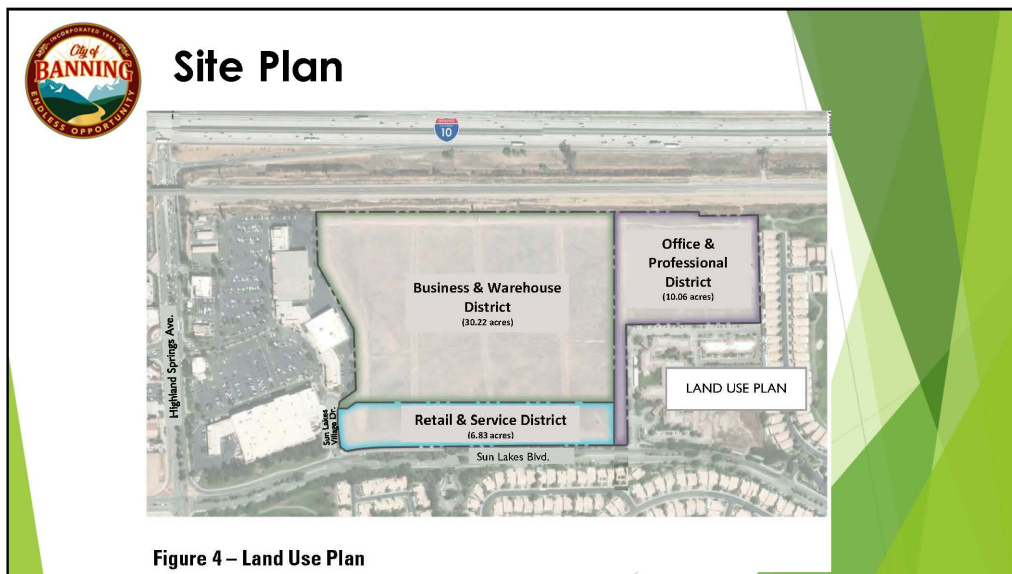 INCORPORATED 1913
City of
BANNING
ENDLESS OPPORTUNITY
Site Plan
10
Highland Springs Ave.
Business & Warehouse
District
(30.22 acres)
Office &
Professional
District
(10.06 acres)
LAND USE PLAN
Sun Lakes
Village Dr.
Retail & Service District
(6.83 acres)
Sun Lakes Blvd.
Figure 4 – Land Use Plan